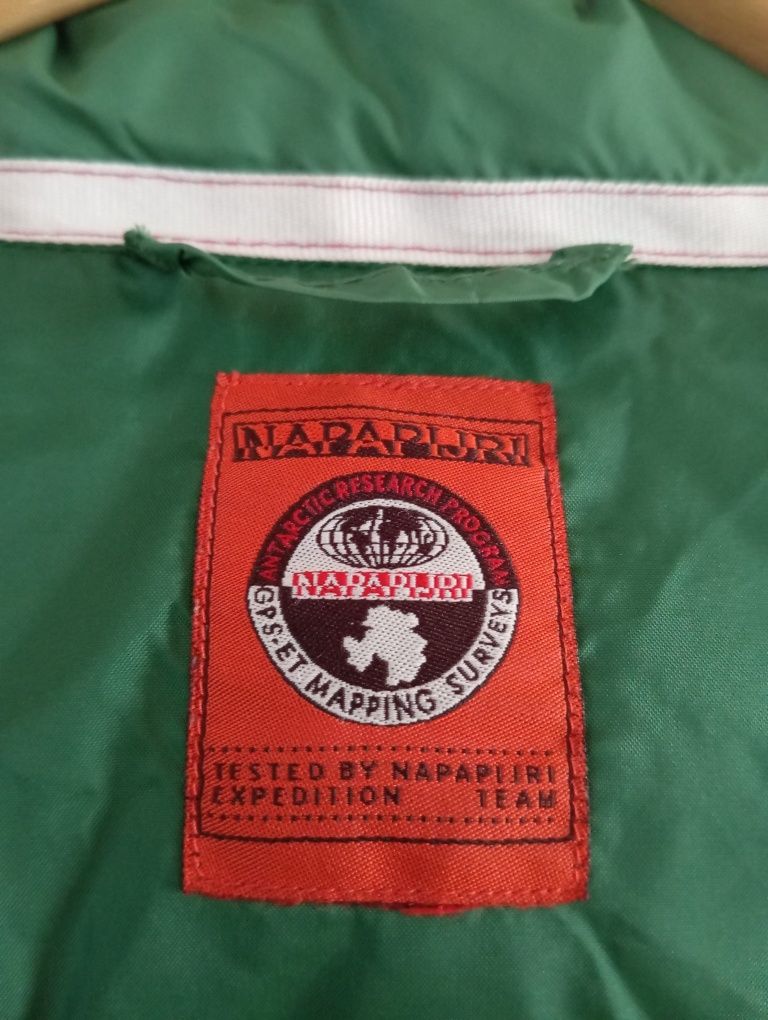 NAPAPIJRI
ANTARCTIC RESEARCH PROGRAM
NAPAPIJRI
GPS-ET MAPPING SURVEYS
TESTED BY NAPAPIJRI
EXPEDITION TEAM